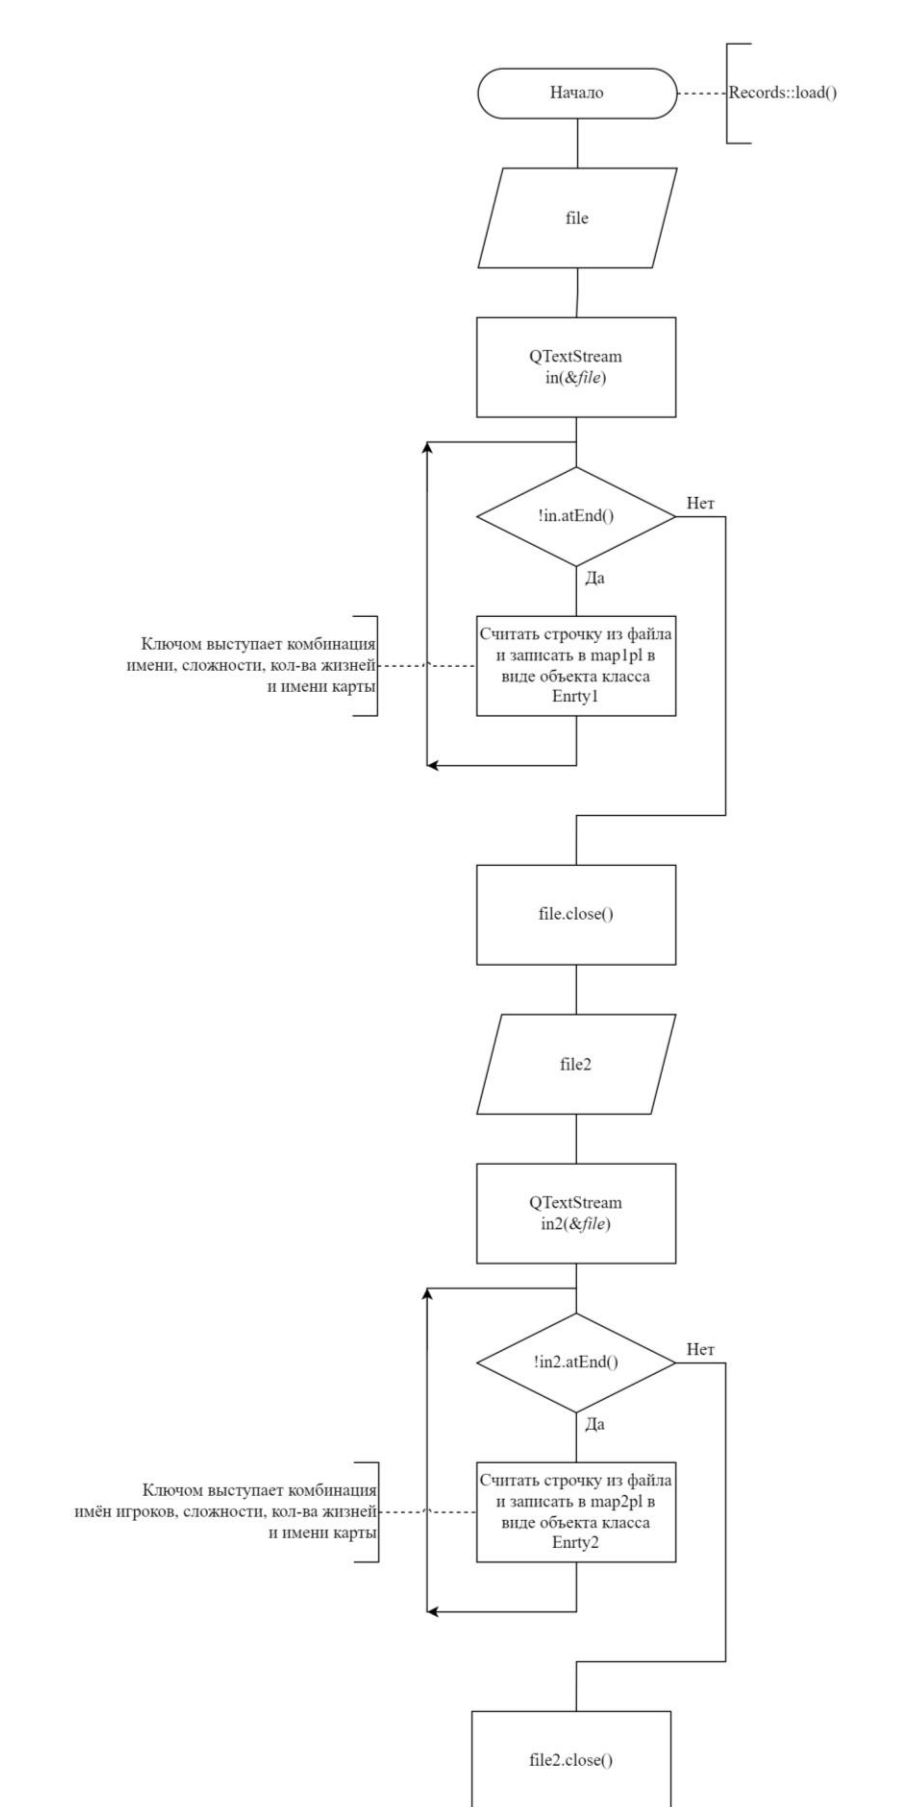 Начало
Records::load()
file
QTextStream
in(&file)
!in.atEnd()
Нет
Да
Ключом выступает комбинация
имени, сложности, кол-ва жизней
и имени карты
Считать строчку из файла
и записать в map1pl в
виде объекта класса
Enrty1
file.close()
file2
QTextStream
in2(&file)
!in2.atEnd()
Нет
Да
Ключом выступает комбинация
имён игроков, сложности, кол-ва жизней
и имени карты
Считать строчку из файла
и записать в map2pl в
виде объекта класса
Enrty2
file2.close()